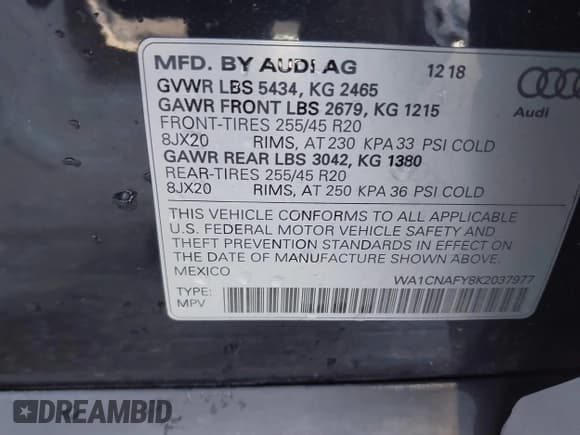 MFD. BY AUDI AG 12 18
GVWR LBS 5434, KG 2465
GAWR FRONT LBS 2679, KG 1215
FRONT-TIRES 255/45 R20
8JX20 RIMS, AT 230 KPA 33 PSI COLD
GAWR REAR LBS 3042, KG 1380
REAR-TIRES 255/45 R20
8JX20 RIMS, AT 250 KPA 36 PSI COLD
Audi
THIS VEHICLE CONFORMS TO ALL APPLICABLE
U.S. FEDERAL MOTOR VEHICLE SAFETY AND
THEFT PREVENTION STANDARDS IN EFFECT ON
THE DATE OF MANUFACTURE SHOWN ABOVE.
MEXICO
WA1CNAFY8K2037977
TYPE:
MPV
DREAMBID